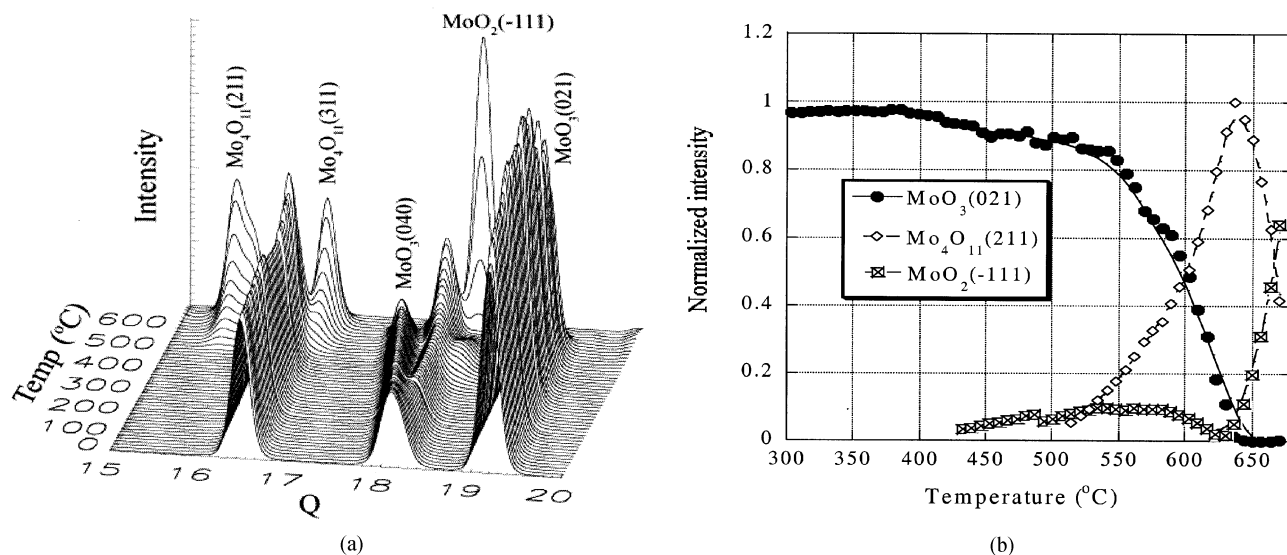 MoO₂(-111)
Mo₄O₁₁(211)
Mo₄O₁₁(311)
MoO₃(040)
MoO₃(021)
Intensity
Temp (°C)
600
500
400
300
200
100
0
15 16 17 18 19 20
Q
(a)
Normalized intensity
1.2
1
0.8
0.6
0.4
0.2
0
MoO₃(021)
Mo₄O₁₁(211)
MoO₂(-111)
300 350 400 450 500 550 600 650
Temperature (°C)
(b)